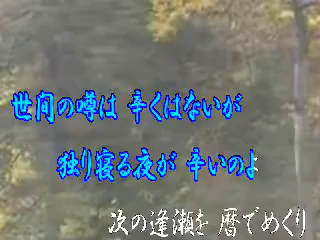 世間の噂は 辛くはないが
独り寝る夜が 辛いのよ
次の逢瀬を 暦でめくり